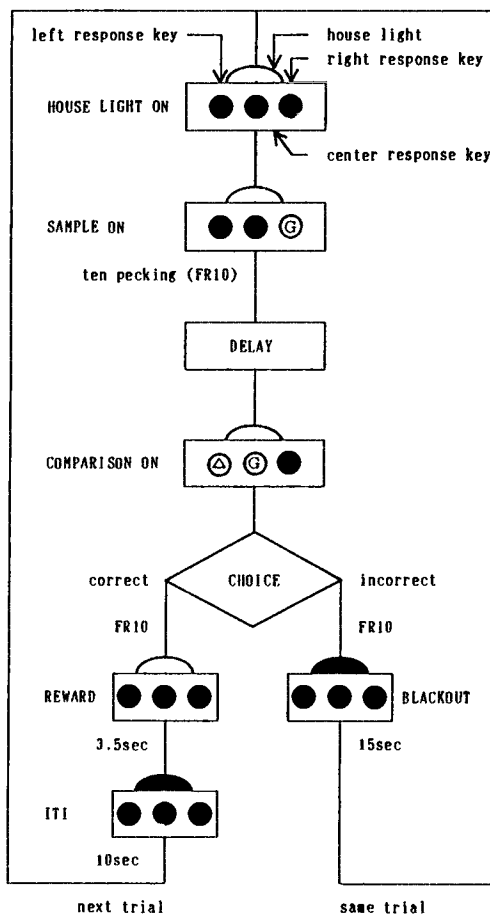 left response key
house light
right response key
HOUSE LIGHT ON
center response key
SAMPLE ON
G
ten pecking (FR10)
DELAY
COMPARISON ON
G
CHOICE
correct
incorrect
FR10
FR10
REWARD
BLACKOUT
3.5sec
15sec
ITI
10sec
next trial
same trial